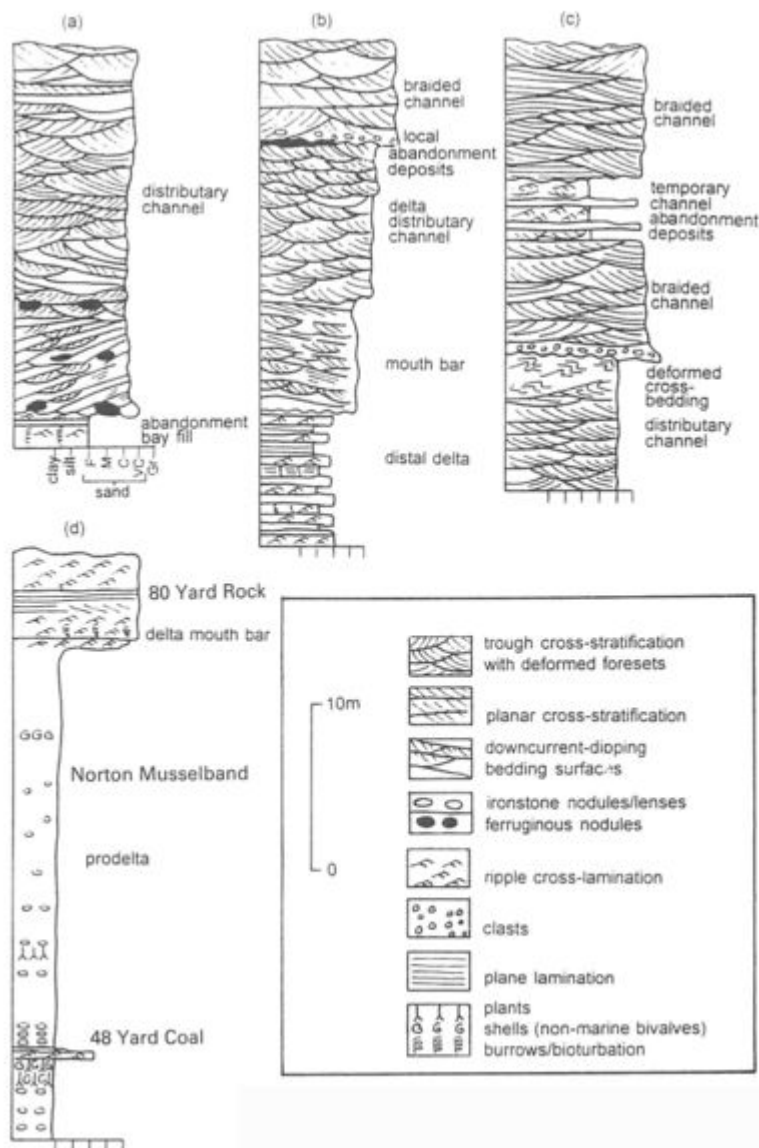 (a)
distributary
channel
abandonment
bay fill
clay
silt
F
M
C
VC
Gr
sand
(b)
braided
channel
local
abandonment
deposits
delta
distributary
channel
mouth bar
distal delta
(c)
braided
channel
temporary
channel
abandonment
deposits
braided
channel
deformed
cross-
bedding
distributary
channel
(d)
80 Yard Rock
delta mouth bar
Norton Musselband
prodelta
48 Yard Coal
10m
0
trough cross-stratification
with deformed foresets
planar cross-stratification
downcurrent-dipping
bedding surfaces
ironstone nodules/lenses
ferruginous nodules
ripple cross-lamination
clasts
plane lamination
plants
shells (non-marine bivalves)
burrows/bioturbation